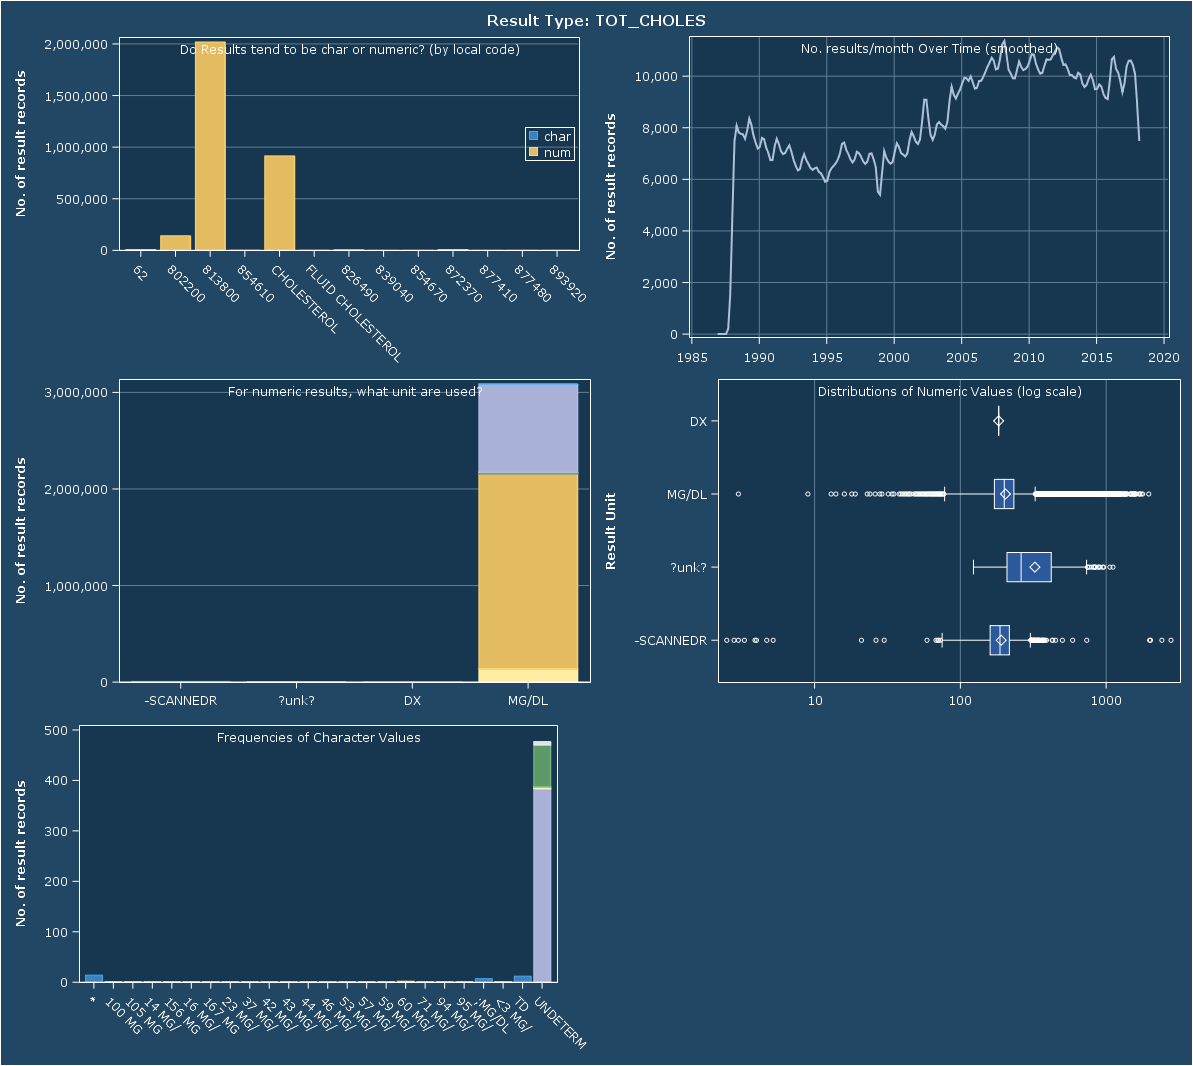 Result Type: TOT_CHOLES
Do Results tend to be char or numeric? (by local code)
No. of result records
2,000,000
1,500,000
1,000,000
500,000
0
char
num
62
802200
813800
854610
CHOLESTEROL
FLUID CHOLESTEROL
826490
839040
854670
872370
877410
877480
893920
No. results/month Over Time (smoothed)
No. of result records
10,000
8,000
6,000
4,000
2,000
0
1985
1990
1995
2000
2005
2010
2015
2020
For numeric results, what unit are used?
No. of result records
3,000,000
2,000,000
1,000,000
0
-SCANNEDR
?unk?
DX
MG/DL
Distributions of Numeric Values (log scale)
Result Unit
DX
MG/DL
?unk?
-SCANNEDR
10
100
1000
Frequencies of Character Values
No. of result records
500
400
300
200
100
0
*
100 MG
105 MG
14 MG/
156 MG
16 MG/
167 MG
23 MG/
37 MG/
42 MG/
43 MG/
44 MG/
46 MG/
53 MG/
57 MG/
59 MG/
60 MG/
71 MG/
94 MG/
95 MG/
:MG/DL
<3 MG/
TD
UNDETERM